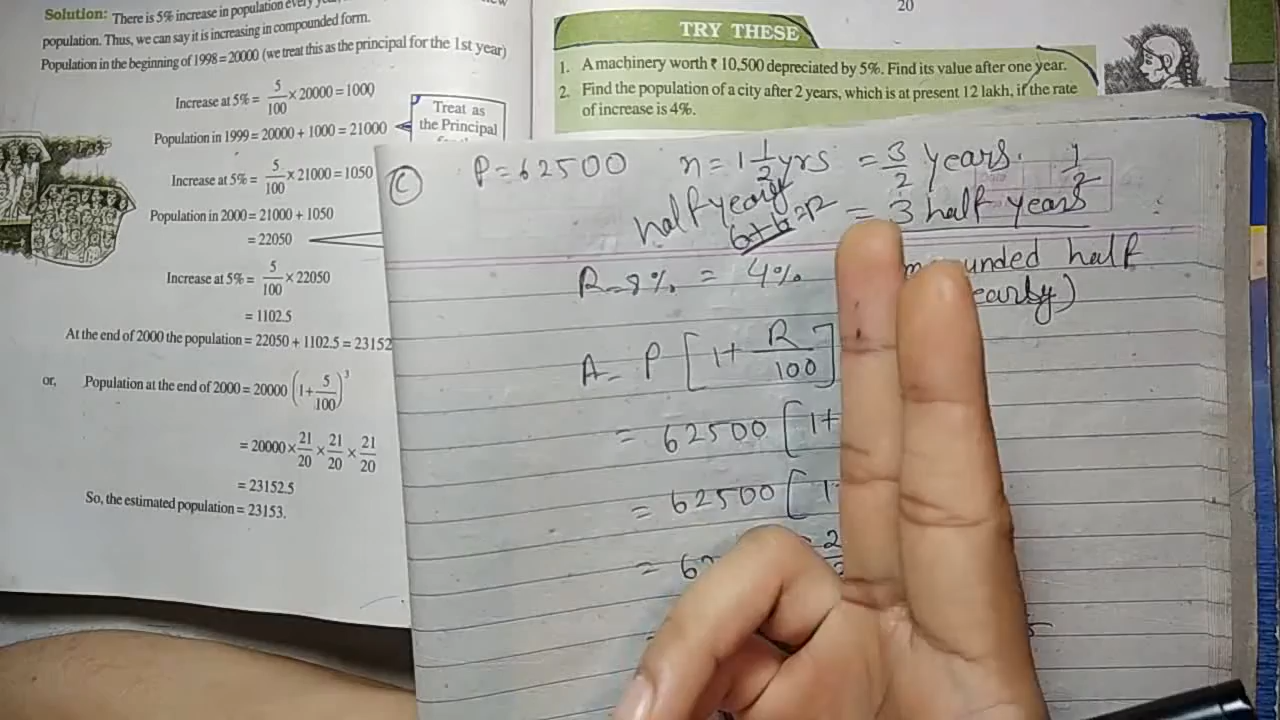 Solution: There is 5% increase in population every
population. Thus, we can say it is increasing in compounded form.
Population in the beginning of 1998 = 20000 (we treat this as the principal for the 1st year)
Increase at 5% = 5/100 × 20000 = 1000
Treat as
the Principal
Population in 1999 = 20000 + 1000 = 21000
Increase at 5% = 5/100 × 21000 = 1050
Population in 2000 = 21000 + 1050
= 22050
Increase at 5% = 5/100 × 22050
= 1102.5
At the end of 2000 the population = 22050 + 1102.5 = 23152
or, Population at the end of 2000 = 20000 (1 + 5/100)³
= 20000 × 21/20 × 21/20 × 21/20
= 23152.5
So, the estimated population = 23153.
20
TRY THESE
1. A machinery worth ₹ 10,500 depreciated by 5%. Find its value after one year.
2. Find the population of a city after 2 years, which is at present 12 lakh, if the rate
of increase is 4%.
C P = 62500 n = 1 1/2 yrs = 3/2 years. 1/2
half yearly = 3 half years
6+6=12
R = 8% = 4% unded half
early)
A = P [1 + R/100]
= 62500 [1+
= 62500 [1